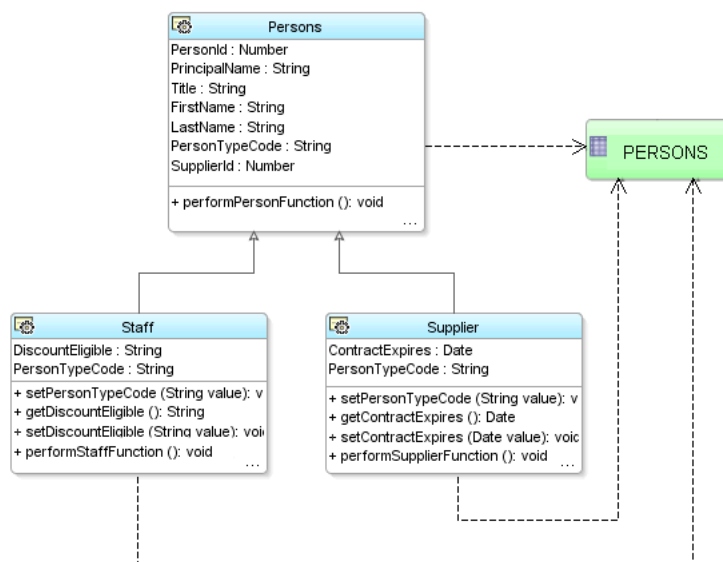 Persons
PersonId : Number
PrincipalName : String
Title : String
FirstName : String
LastName : String
PersonTypeCode : String
SupplierId : Number
+ performPersonFunction (): void
...
PERSONS
Staff
DiscountEligible : String
PersonTypeCode : String
+ setPersonTypeCode (String value): v
+ getDiscountEligible (): String
+ setDiscountEligible (String value): voi
+ performStaffFunction (): void
...
Supplier
ContractExpires : Date
PersonTypeCode : String
+ setPersonTypeCode (String value): v
+ getContractExpires (): Date
+ setContractExpires (Date value): voic
+ performSupplierFunction (): void
...